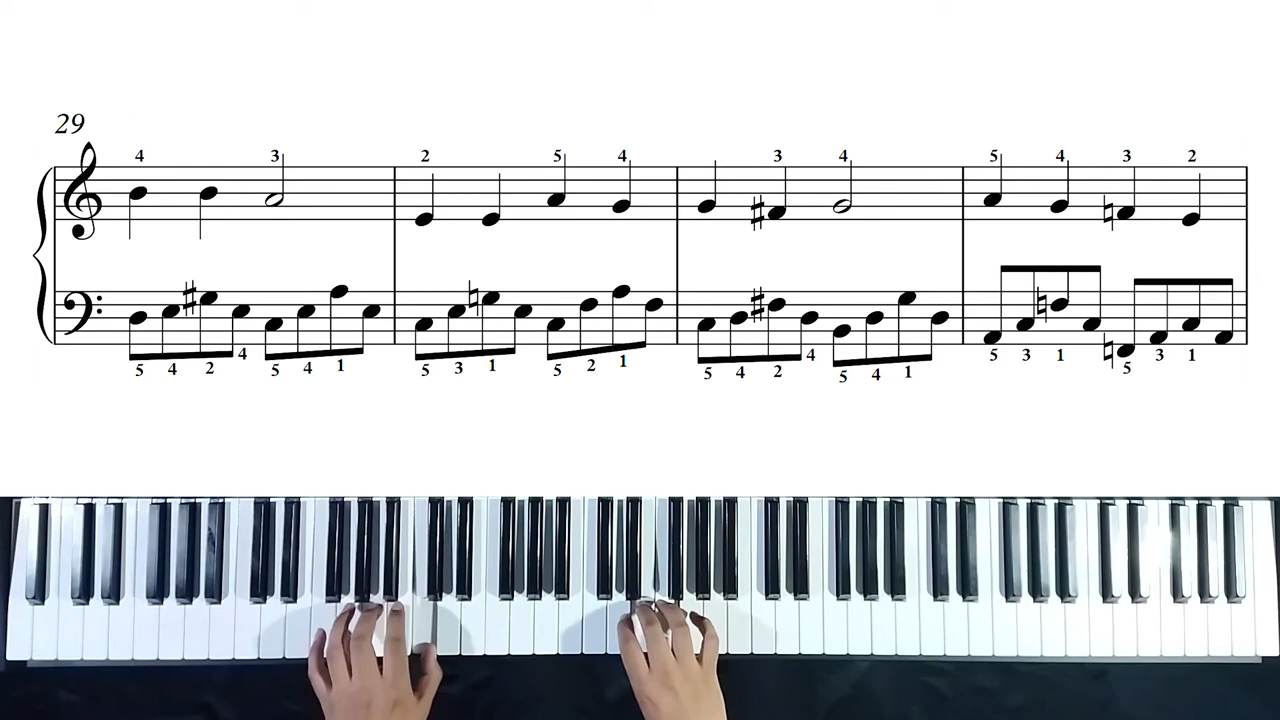 29
4 3 2 5 4 3 4 5 4 3 2
5 4 2 4 5 4 1 5 3 1 5 2 1 5 4 2 4 5 4 1 5 3 1 5 3 1